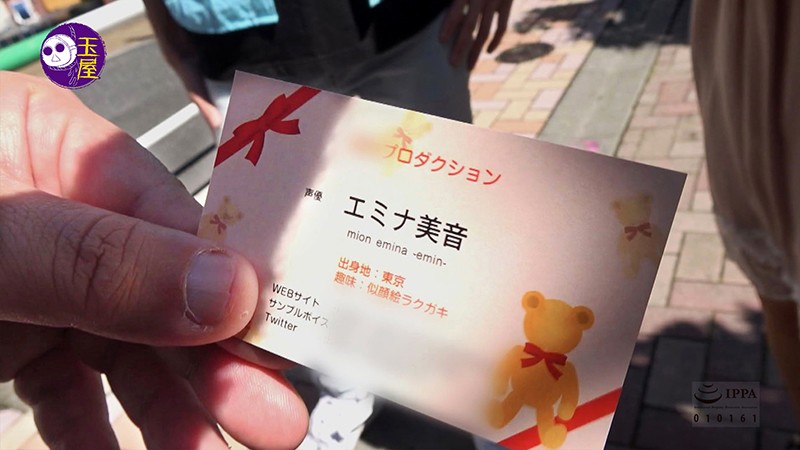 玉屋
プロダクション
声優
エミナ美音
mion emina -emin-
出身地:東京
趣味:似顔絵ラクガキ
WEBサイト
サンプルボイス
Twitter
IPPA
010161